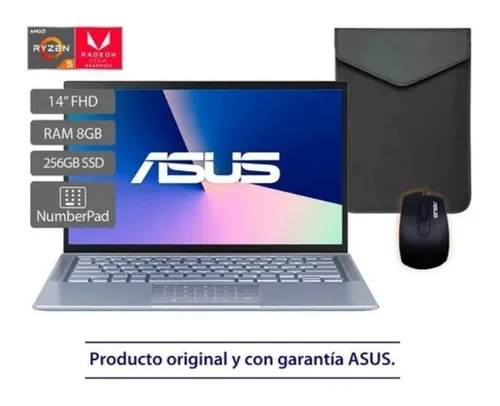 AMD
RYZEN
5
RADEON
VEGA
GRAPHICS
14" FHD
RAM 8GB
256GB SSD
NumberPad
ASUS
ASUS
Producto original y con garantía ASUS.